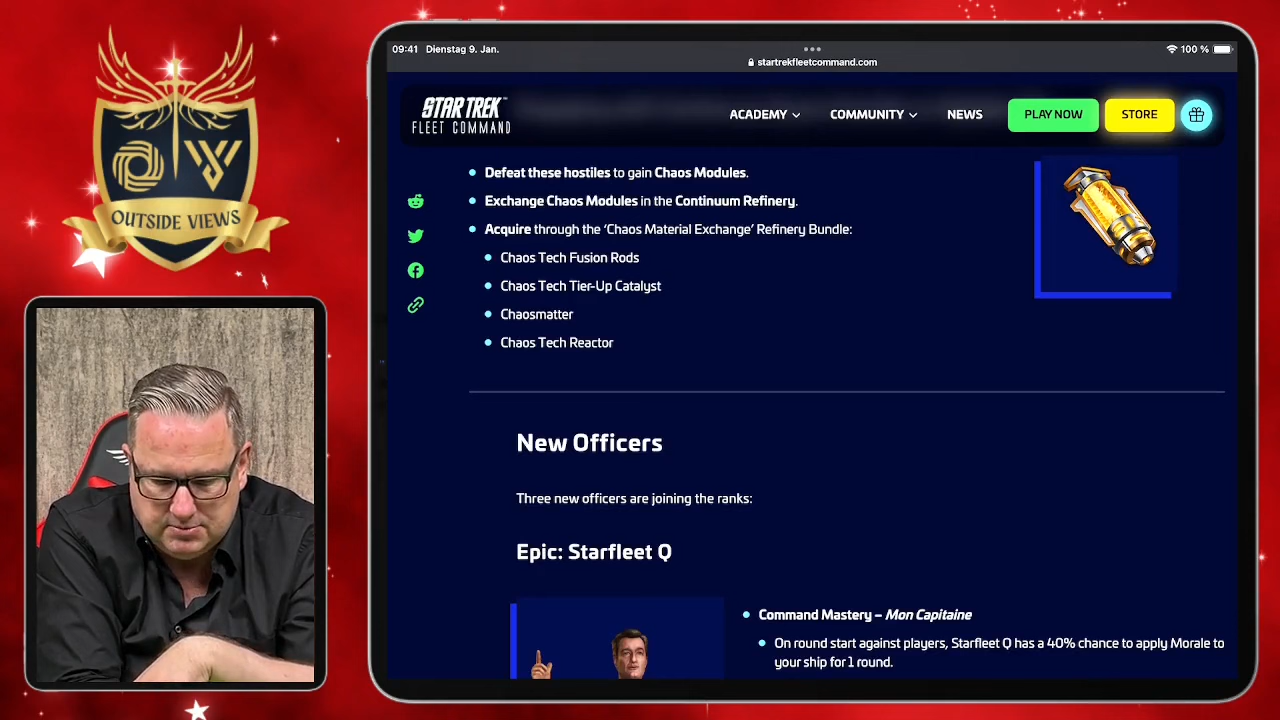 OUTSIDE VIEWS
09:41 Dienstag 9. Jan.
100 %
startrekfleetcommand.com
STAR TREK
FLEET COMMAND
ACADEMY
COMMUNITY
NEWS
PLAY NOW
STORE
Defeat these hostiles to gain Chaos Modules.
Exchange Chaos Modules in the Continuum Refinery.
Acquire through the ‘Chaos Material Exchange’ Refinery Bundle:
Chaos Tech Fusion Rods
Chaos Tech Tier-Up Catalyst
Chaosmatter
Chaos Tech Reactor
New Officers
Three new officers are joining the ranks:
Epic: Starfleet Q
Command Mastery – Mon Capitaine
On round start against players, Starfleet Q has a 40% chance to apply Morale to
your ship for 1 round.